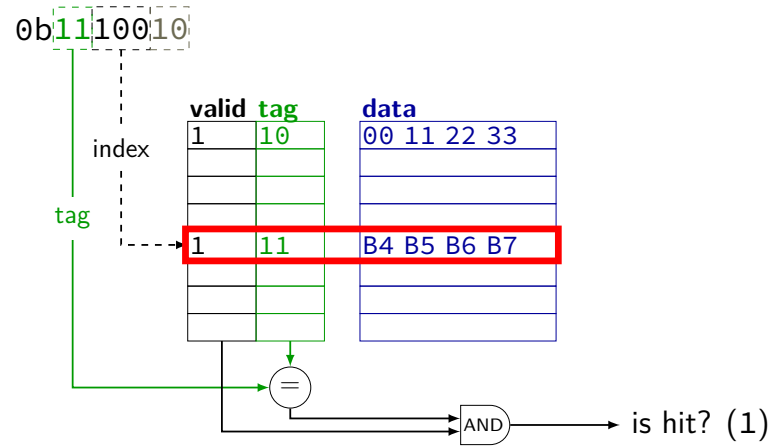 0b1110010
valid tag data
1 10 00 11 22 33
index
tag
1 11 B4 B5 B6 B7
=
AND
is hit? (1)